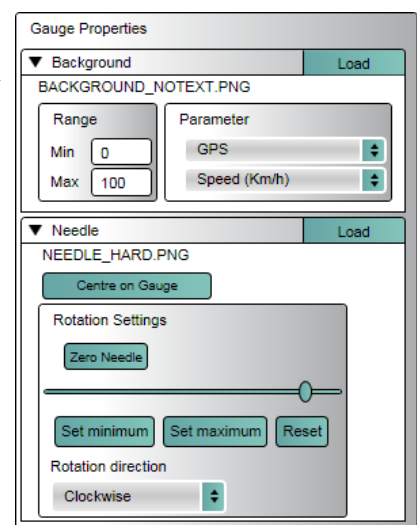 Gauge Properties
Background Load
BACKGROUND_NOTEXT.PNG
Range Parameter
Min 0 GPS
Max 100 Speed (Km/h)
Needle Load
NEEDLE_HARD.PNG
Centre on Gauge
Rotation Settings
Zero Needle
Set minimum Set maximum Reset
Rotation direction
Clockwise